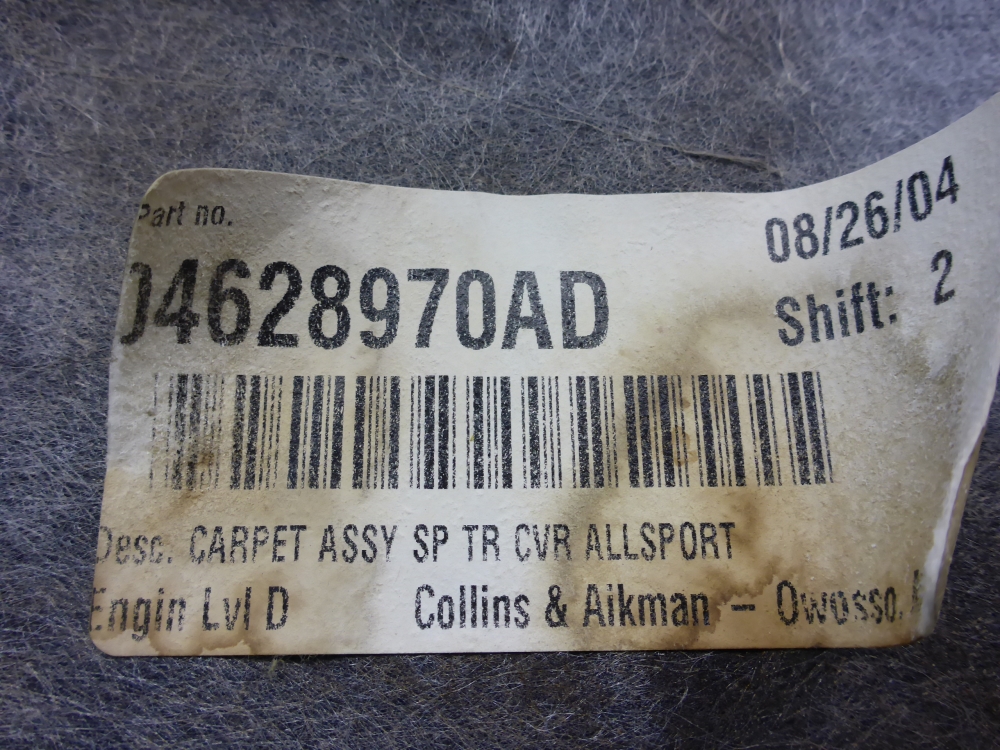 Part no.
04628970AD
08/26/04
Shift: 2
Desc. CARPET ASSY SP TR CVR ALLSPORT
Engin Lvl D
Collins & Aikman – Owosso,